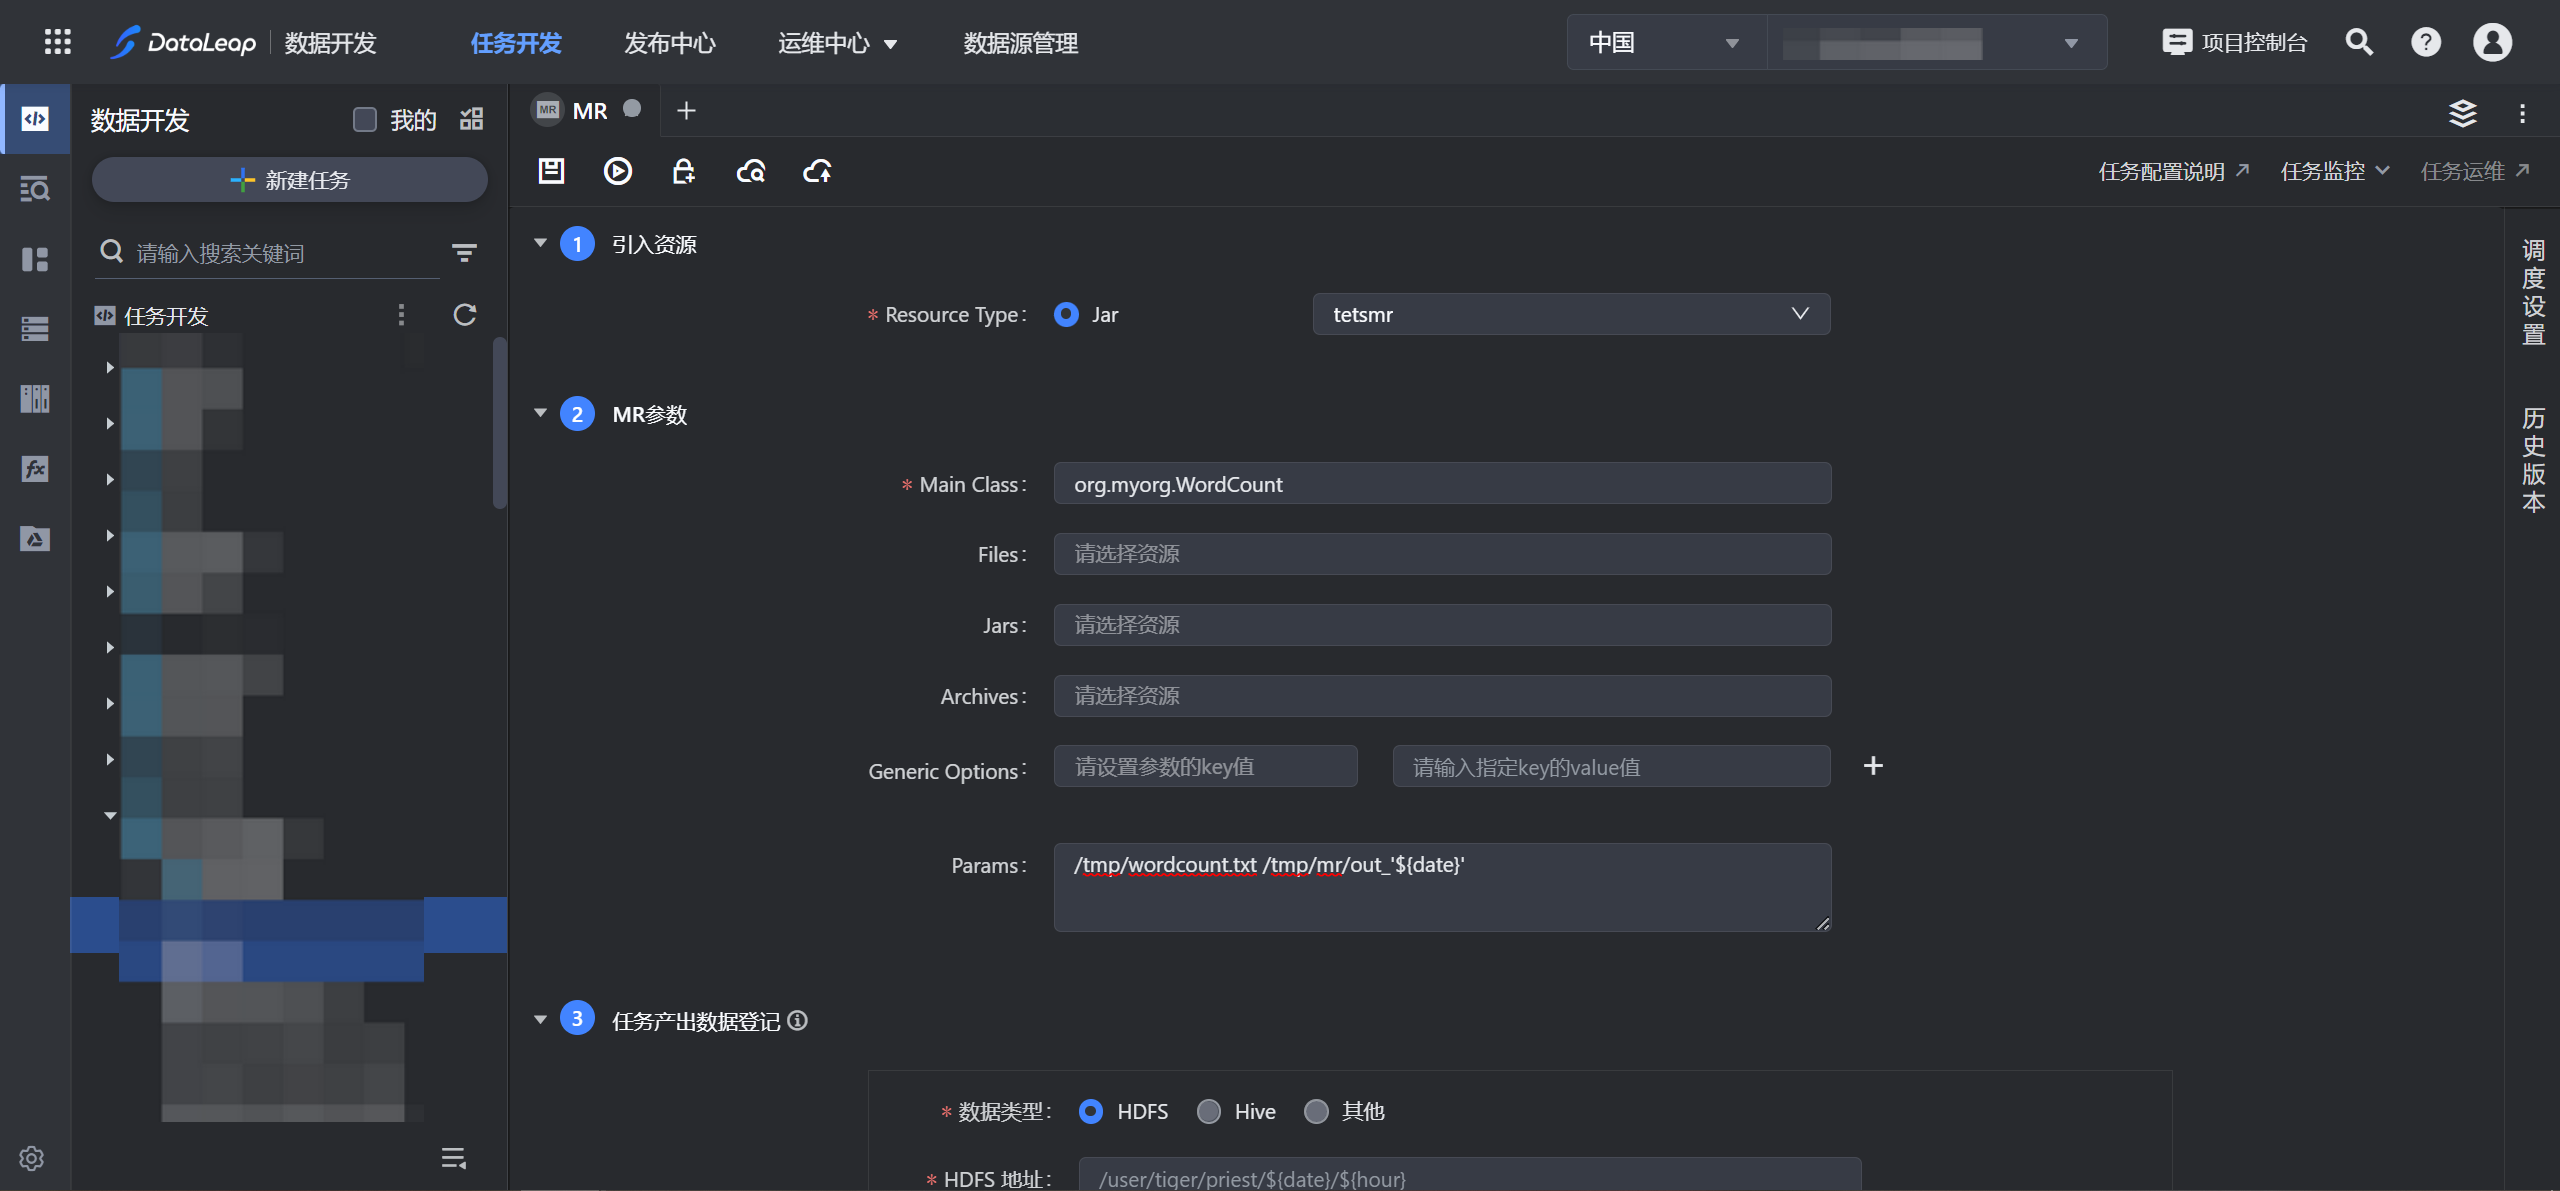 DataLeap 数据开发 任务开发 发布中心 运维中心 数据源管理 中国 项目控制台
数据开发 我的
新建任务
请输入搜索关键词
任务开发
MR MR
任务配置说明 任务监控 任务运维
1 引入资源
* Resource Type: Jar tetsmr
2 MR参数
* Main Class: org.myorg.WordCount
Files: 请选择资源
Jars: 请选择资源
Archives: 请选择资源
Generic Options: 请设置参数的key值 请输入指定key的value值
Params: /tmp/wordcount.txt /tmp/mr/out_'${date}'
3 任务产出数据登记
* 数据类型: HDFS Hive 其他
* HDFS 地址: /user/tiger/priest/${date}/${hour}
调度设置
历史版本